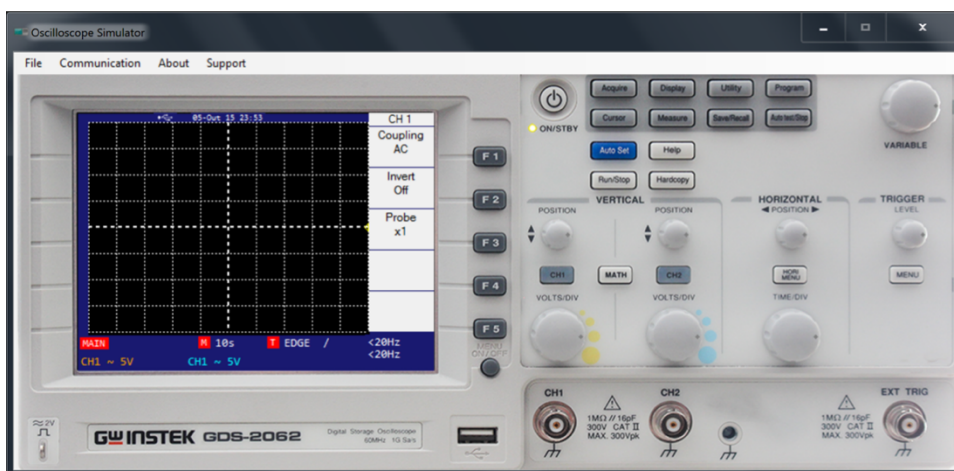 Oscilloscope Simulator
File Communication About Support
05-Oct 15 23:53
CH 1
Coupling
AC
Invert
Off
Probe
x1
MAIN
M 10s
T EDGE /
<20Hz
<20Hz
CH1 ~ 5V
CH1 ~ 5V
F 1
F 2
F 3
F 4
F 5
MENU
ON/OFF
ON/STBY
Acquire Display Utility Program
Cursor Measure Save/Recall Auto test/Stop
Auto Set Help
Run/Stop Hardcopy
VARIABLE
VERTICAL
HORIZONTAL
TRIGGER
POSITION
POSITION
◄ POSITION ►
LEVEL
CH1
MATH
CH2
HORI
MENU
MENU
VOLTS/DIV
VOLTS/DIV
TIME/DIV
CH1
CH2
EXT TRIG
1MΩ // 16pF
300V CAT II
MAX. 300Vpk
1MΩ // 16pF
300V CAT II
MAX. 300Vpk
≈2V
GWINSTEK GDS-2062
Digital Storage Oscilloscope
60MHz 1G Sa/s